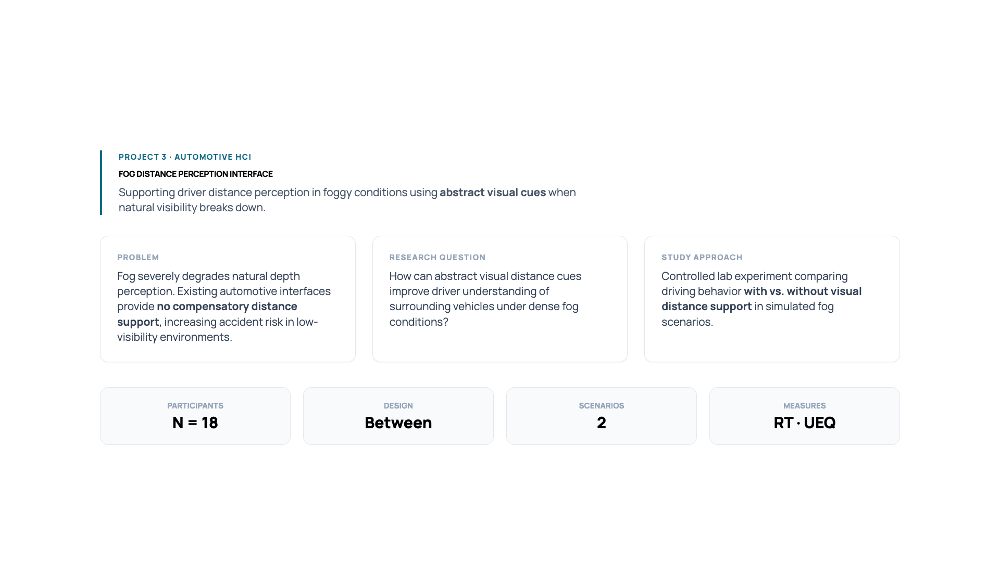 PROJECT 3 · AUTOMOTIVE HCI
FOG DISTANCE PERCEPTION INTERFACE
Supporting driver distance perception in foggy conditions using abstract visual cues when
natural visibility breaks down.
PROBLEM
Fog severely degrades natural depth
perception. Existing automotive interfaces
provide no compensatory distance
support, increasing accident risk in low-
visibility environments.
RESEARCH QUESTION
How can abstract visual distance cues
improve driver understanding of
surrounding vehicles under dense fog
conditions?
STUDY APPROACH
Controlled lab experiment comparing
driving behavior with vs. without visual
distance support in simulated fog
scenarios.
PARTICIPANTS
N = 18
DESIGN
Between
SCENARIOS
2
MEASURES
RT · UEQ